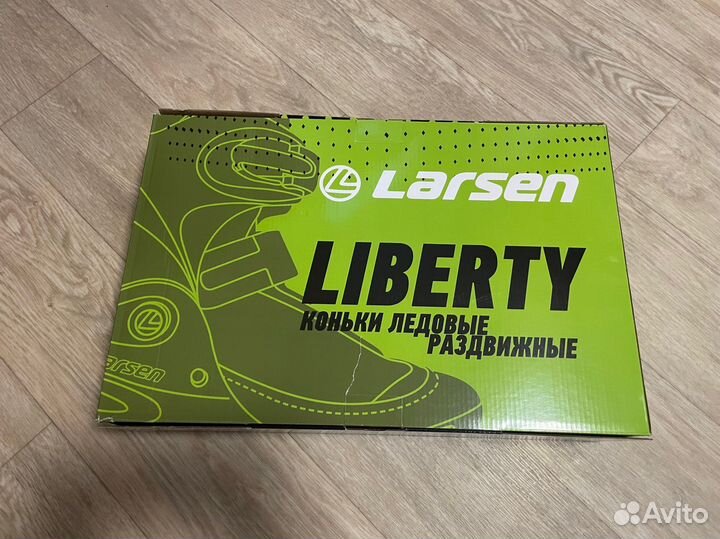 Larsen
LIBERTY
КОНЬКИ ЛЕДОВЫЕ
РАЗДВИЖНЫЕ
Larsen
Avito